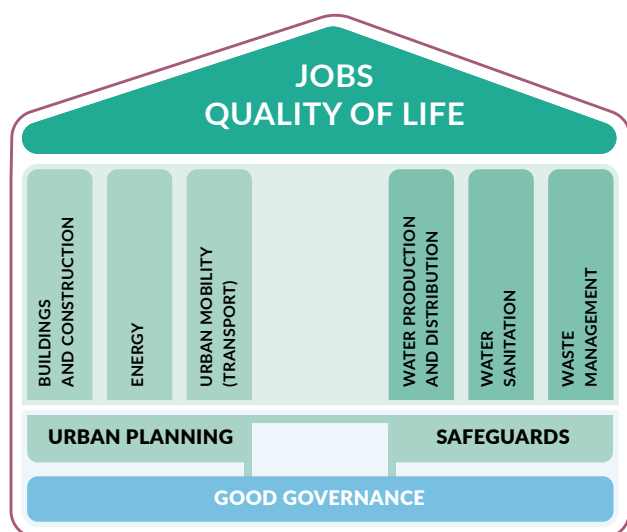 JOBS
QUALITY OF LIFE
BUILDINGS
AND CONSTRUCTION
ENERGY
URBAN MOBILITY
(TRANSPORT)
WATER PRODUCTION
AND DISTRIBUTION
WATER
SANITATION
WASTE
MANAGEMENT
URBAN PLANNING
SAFEGUARDS
GOOD GOVERNANCE